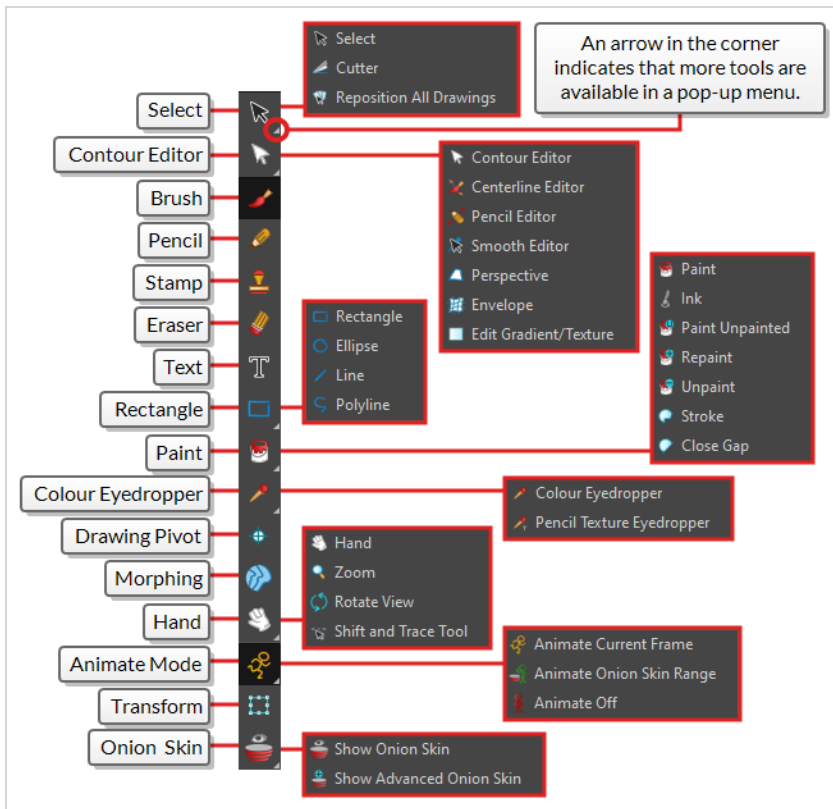 Select
Cutter
Reposition All Drawings
An arrow in the corner
indicates that more tools are
available in a pop-up menu.
Select
Contour Editor
Brush
Pencil
Stamp
Eraser
Text
Rectangle
Paint
Colour Eyedropper
Drawing Pivot
Morphing
Hand
Animate Mode
Transform
Onion Skin
Contour Editor
Centerline Editor
Pencil Editor
Smooth Editor
Perspective
Envelope
Edit Gradient/Texture
Paint
Ink
Paint Unpainted
Repaint
Unpaint
Stroke
Close Gap
Rectangle
Ellipse
Line
Polyline
Colour Eyedropper
Pencil Texture Eyedropper
Hand
Zoom
Rotate View
Shift and Trace Tool
Animate Current Frame
Animate Onion Skin Range
Animate Off
Show Onion Skin
Show Advanced Onion Skin